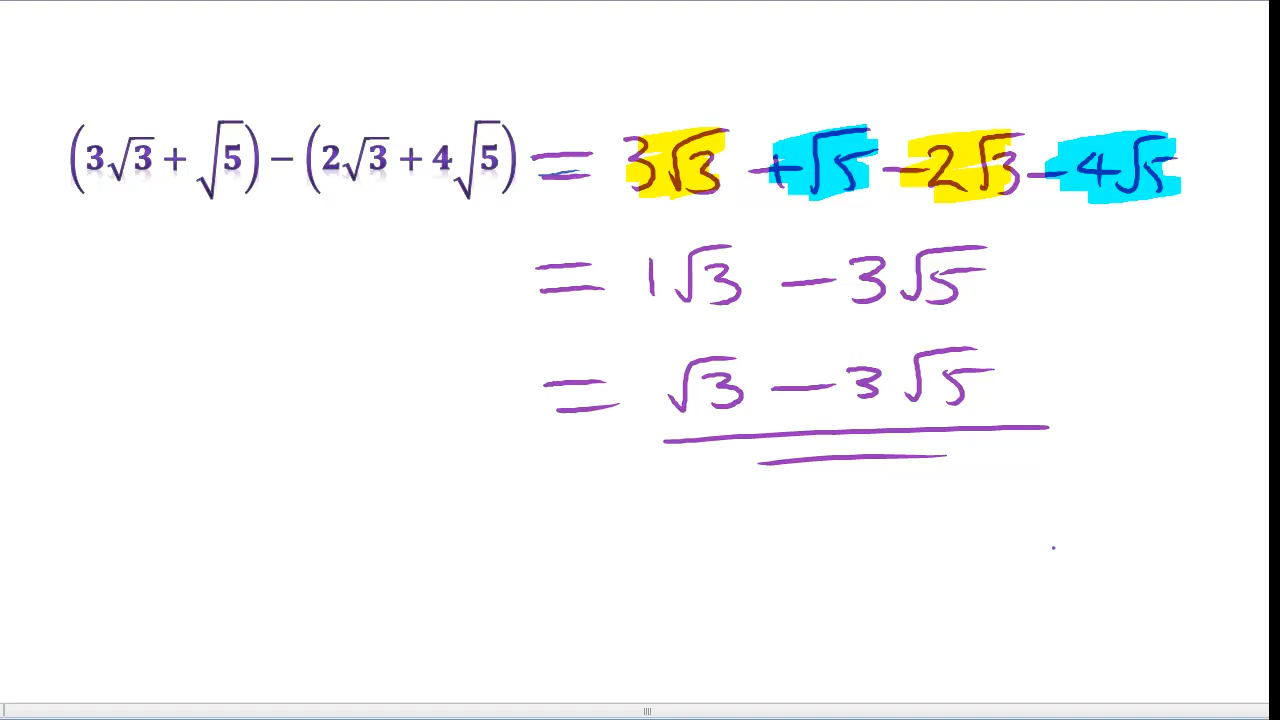 (3√3 + √5) − (2√3 + 4√5) = 3√3 + √5 − 2√3 − 4√5
= 1√3 − 3√5
= √3 − 3√5